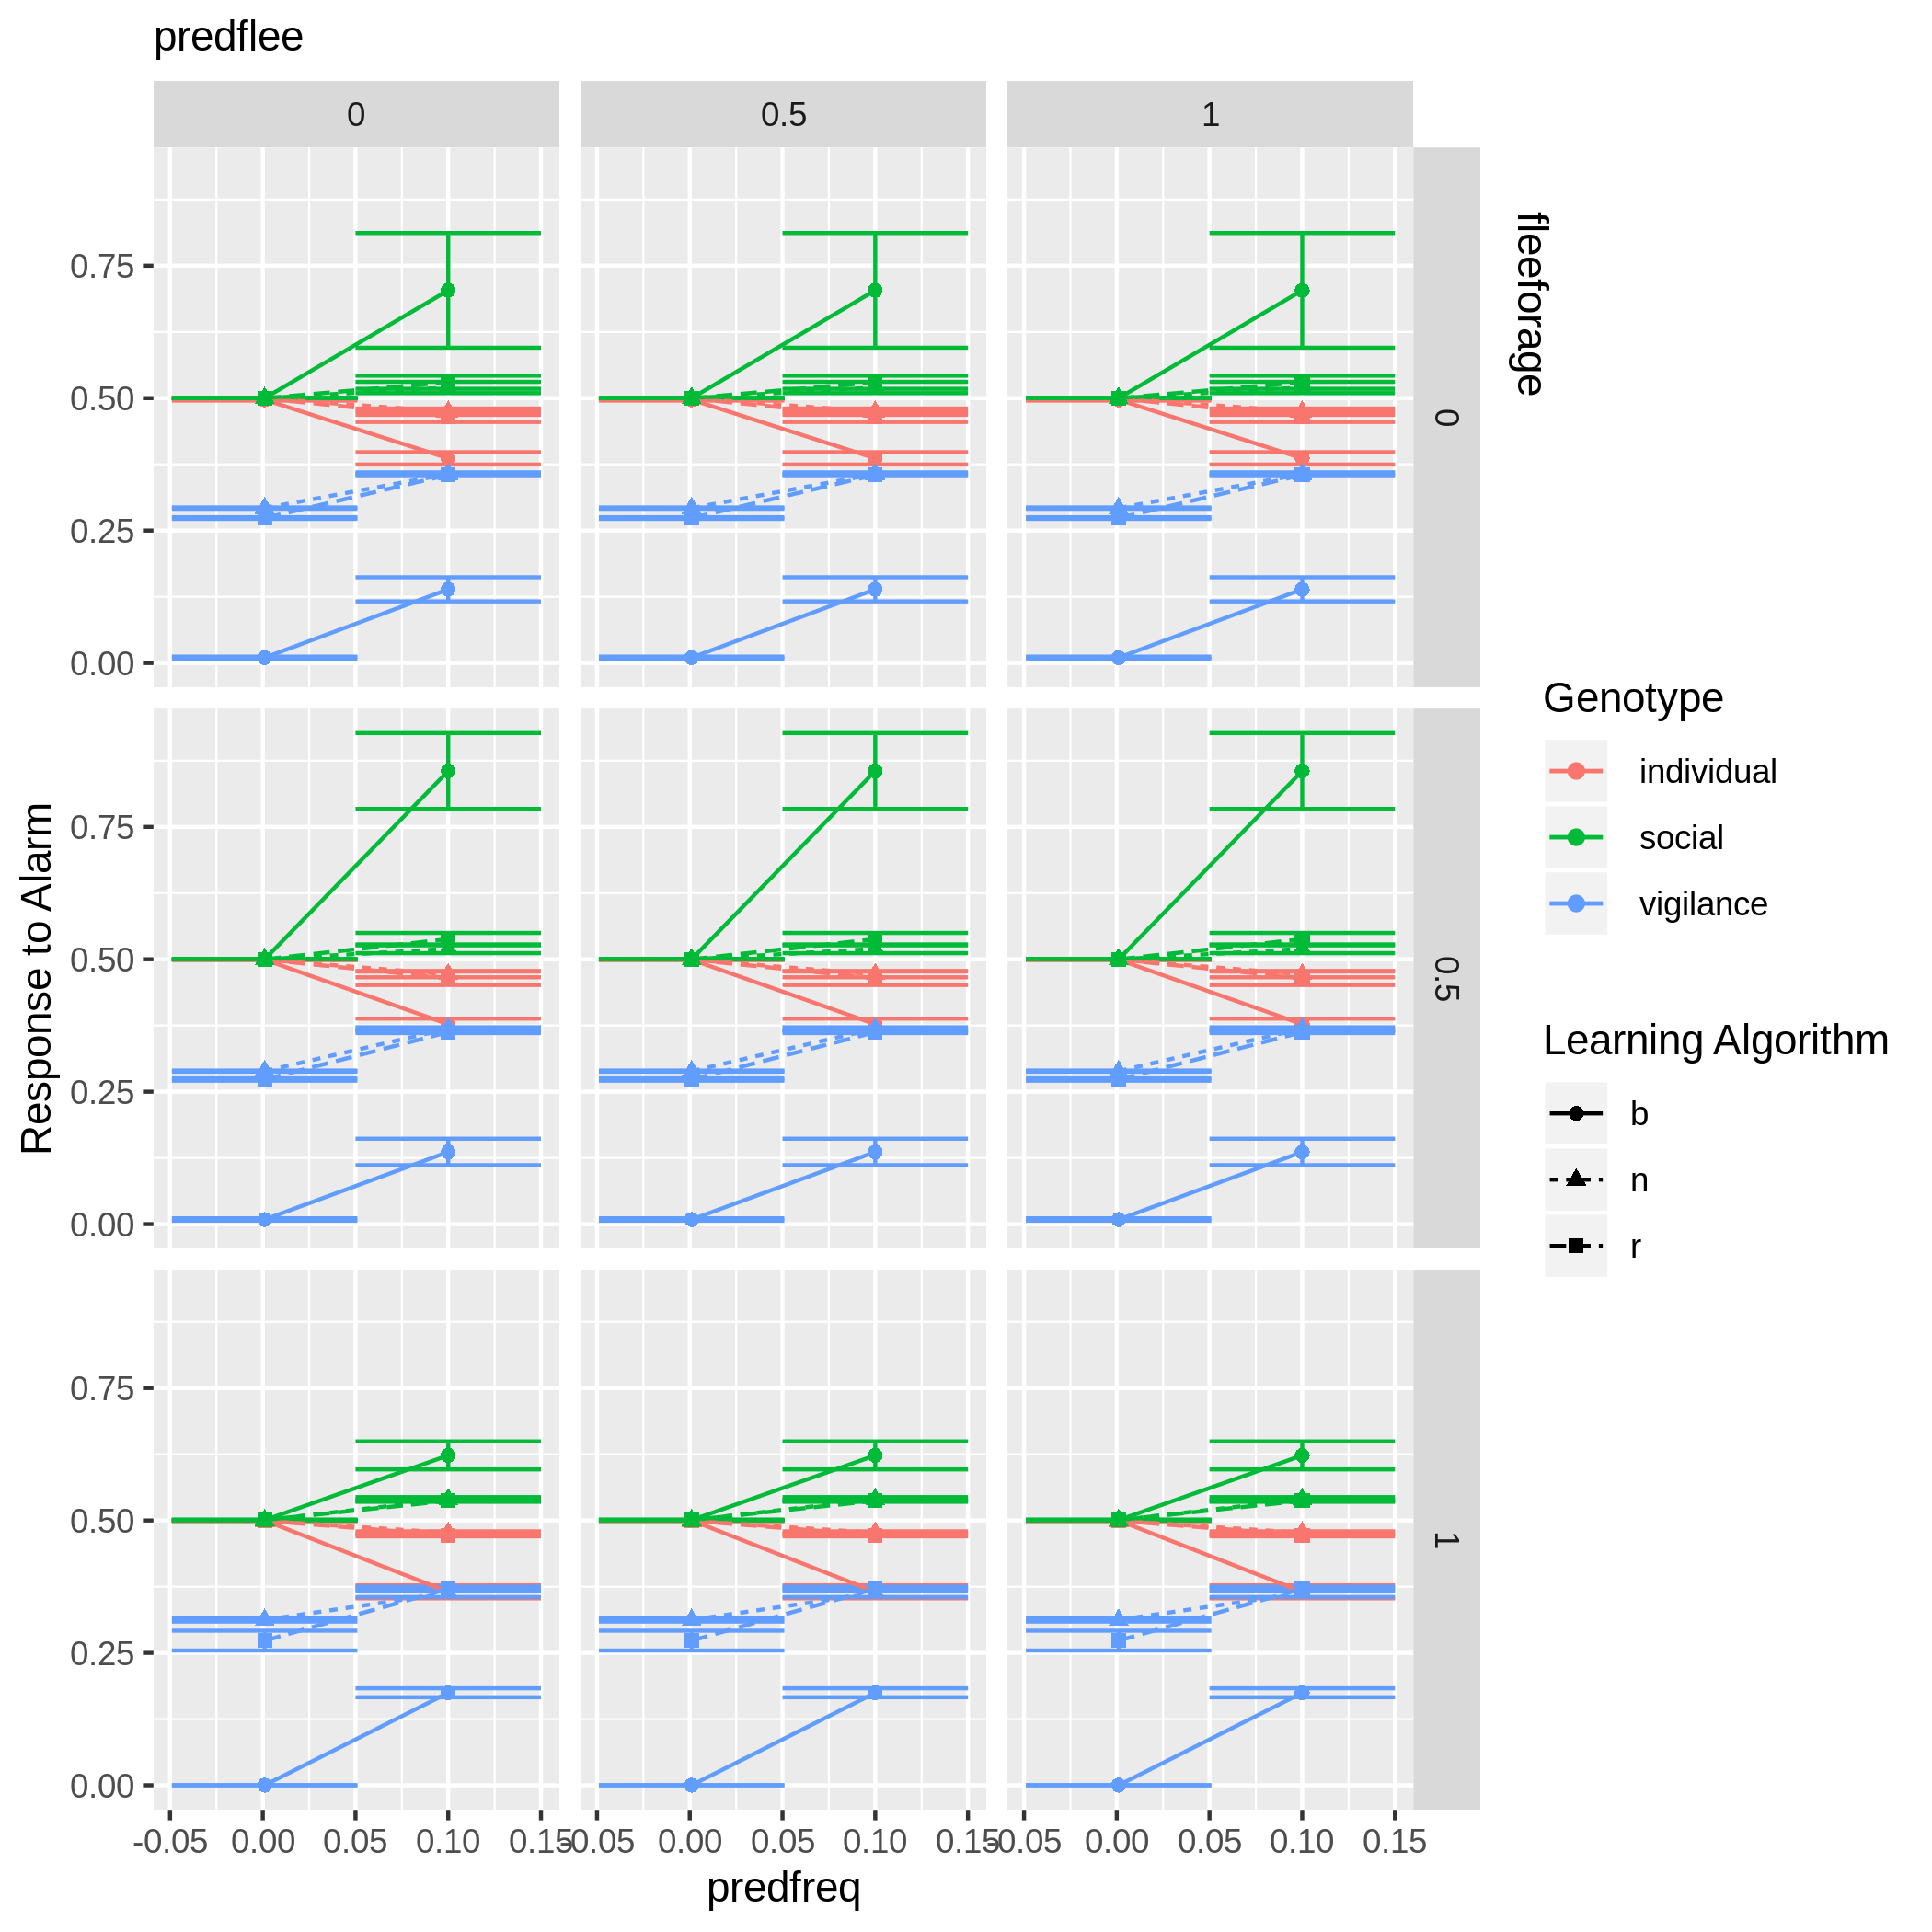 predflee
0 0.5 1
fleeforage
0.75
0.50
0.25
0.00
0
Response to Alarm
0.75
0.50
0.25
0.00
0.5
0.75
0.50
0.25
0.00
1
-0.05 0.00 0.05 0.10 0.15 -0.05 0.00 0.05 0.10 0.15 -0.05 0.00 0.05 0.10 0.15
predfreq
Genotype
individual
social
vigilance
Learning Algorithm
b
n
r